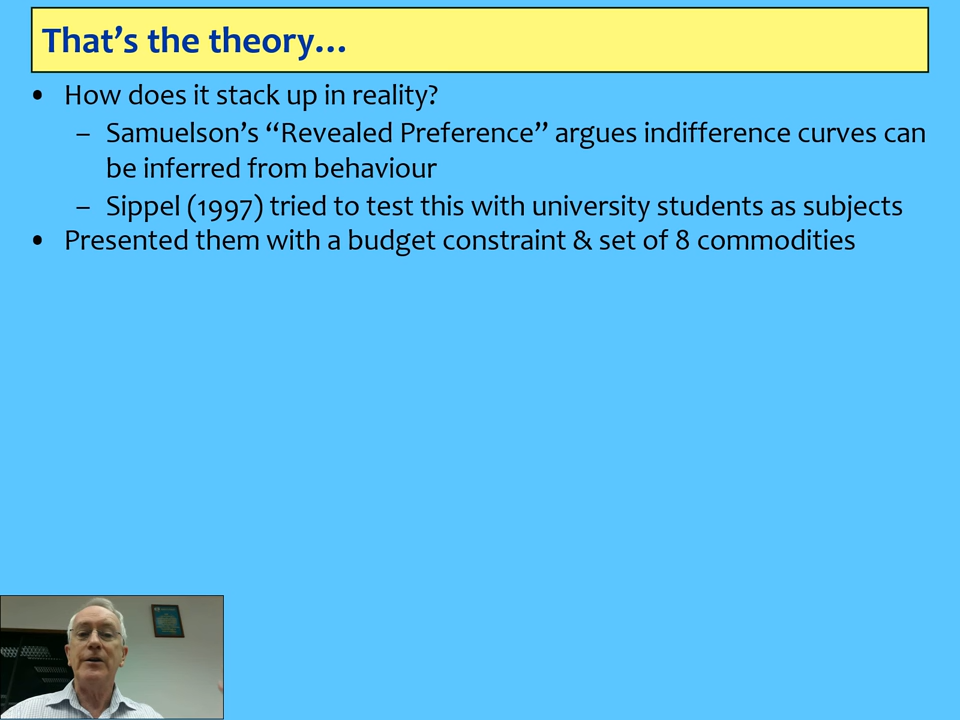 That’s the theory…
• How does it stack up in reality?
– Samuelson’s “Revealed Preference” argues indifference curves can
be inferred from behaviour
– Sippel (1997) tried to test this with university students as subjects
• Presented them with a budget constraint & set of 8 commodities